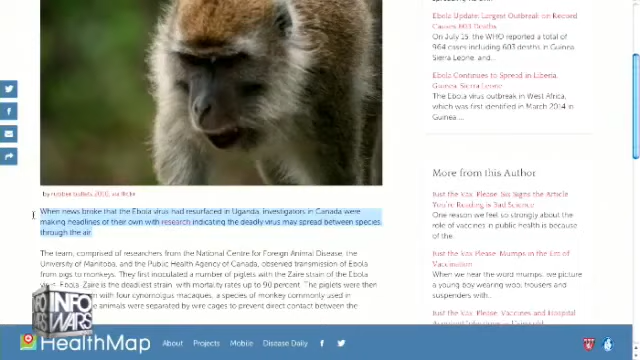 Ebola Update: Largest Outbreak on Record
Causes 603 Deaths
On July 15, the WHO reported a total of
964 cases including 603 deaths in Guinea,
Sierra Leone, and...
Ebola Continues to Spread in Liberia,
Guinea, Sierra Leone
The Ebola virus outbreak in West Africa,
which was first identified in March 2014 in
Guinea ...
via flickr
When news broke that the Ebola virus had resurfaced in Uganda, investigators in Canada were
making headlines of their own with research indicating the deadly virus may spread between species,
through the air.
The team, comprised of researchers from the National Centre for Foreign Animal Disease, the
University of Manitoba, and the Public Health Agency of Canada, observed transmission of Ebola
from pigs to monkeys. They first inoculated a number of piglets with the Zaire strain of the Ebola
virus. Ebola-Zaire is the deadliest strain, with mortality rates up to 90 percent. The piglets were then
with four cynomolgus macaques, a species of monkey commonly used in
animals were separated by wire cages to prevent direct contact between the
More from this Author
Just the Vax, Please: Six Signs the Article
You're Reading is Bad Science
One reason we feel so strongly about the
role of vaccines in public health is because
of the...
Just the Vax, Please: Mumps in the Era of
Vaccination
When we hear the word mumps, we picture
a young boy wearing wool, trousers and
suspenders with...
Just the Vax, Please: Vaccines and Hospital
INFO
WARS
HealthMap
About
Projects
Mobile
Disease Daily